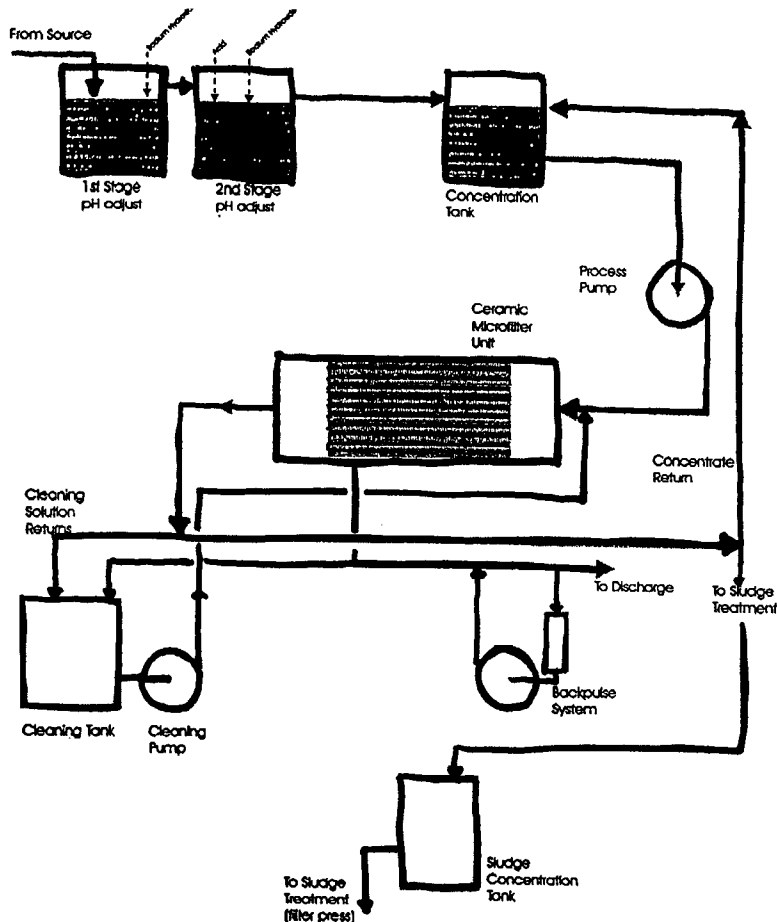 From Source
Sodium Hydroxide
Acid
Sodium Hydroxide
1st Stage
pH adjust
2nd Stage
pH adjust
Concentration
Tank
Process
Pump
Ceramic
Microfilter
Unit
Concentrate
Return
Cleaning
Solution
Returns
To Discharge
To Sludge
Treatment
Cleaning Tank
Cleaning
Pump
Backpulse
System
Sludge
Concentration
Tank
To Sludge
Treatment
(filter press)